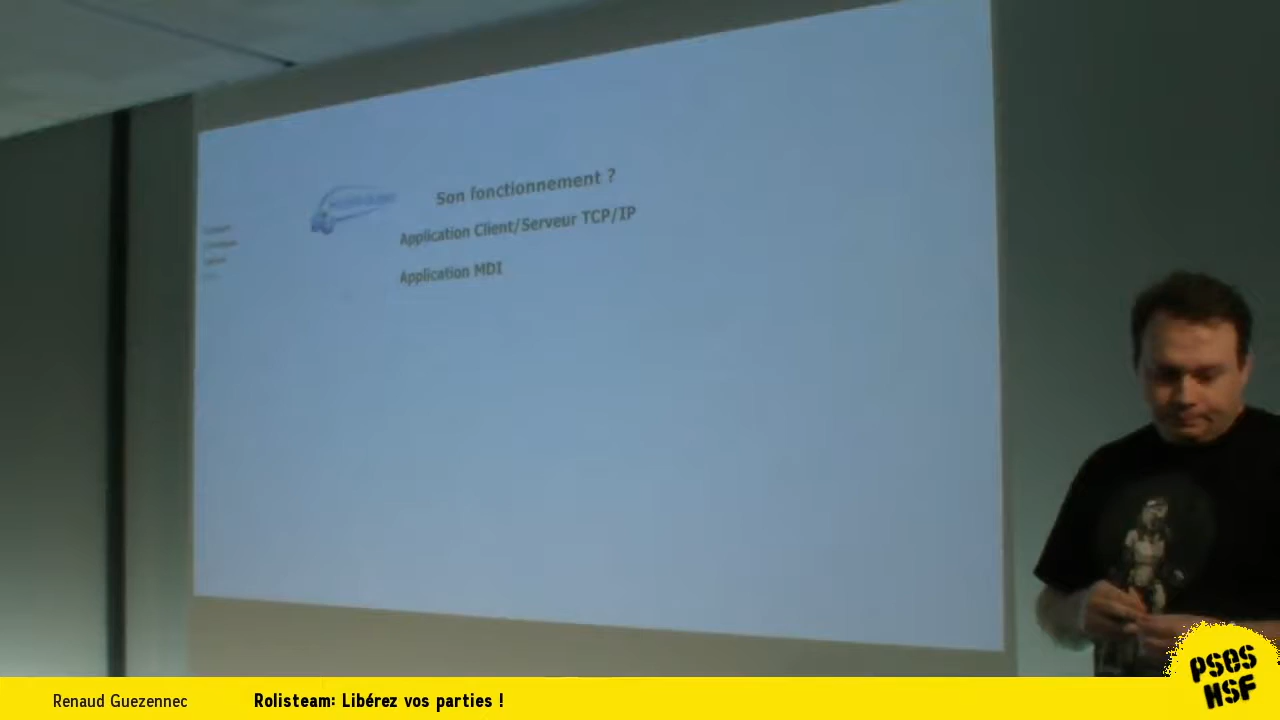 Son fonctionnement ?
Application Client/Serveur TCP/IP
Application MDI
Renaud Guezennec
Rolisteam: Libérez vos parties !
PSES
HSF